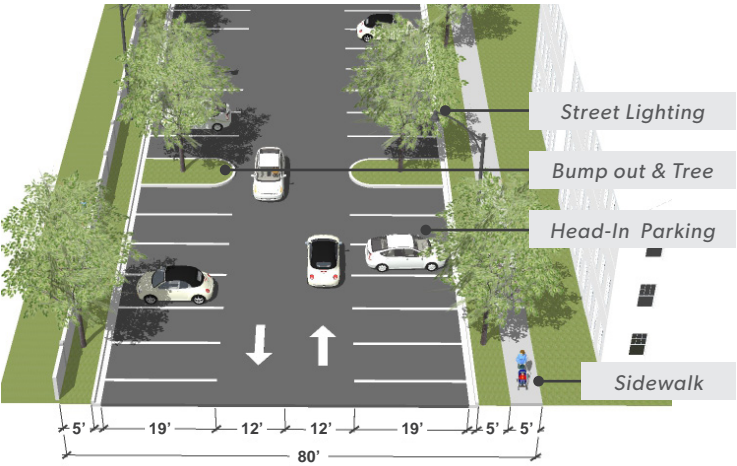 Street Lighting
Bump out & Tree
Head-In Parking
Sidewalk
5' 19' 12' 12' 19' 5' 5'
80'